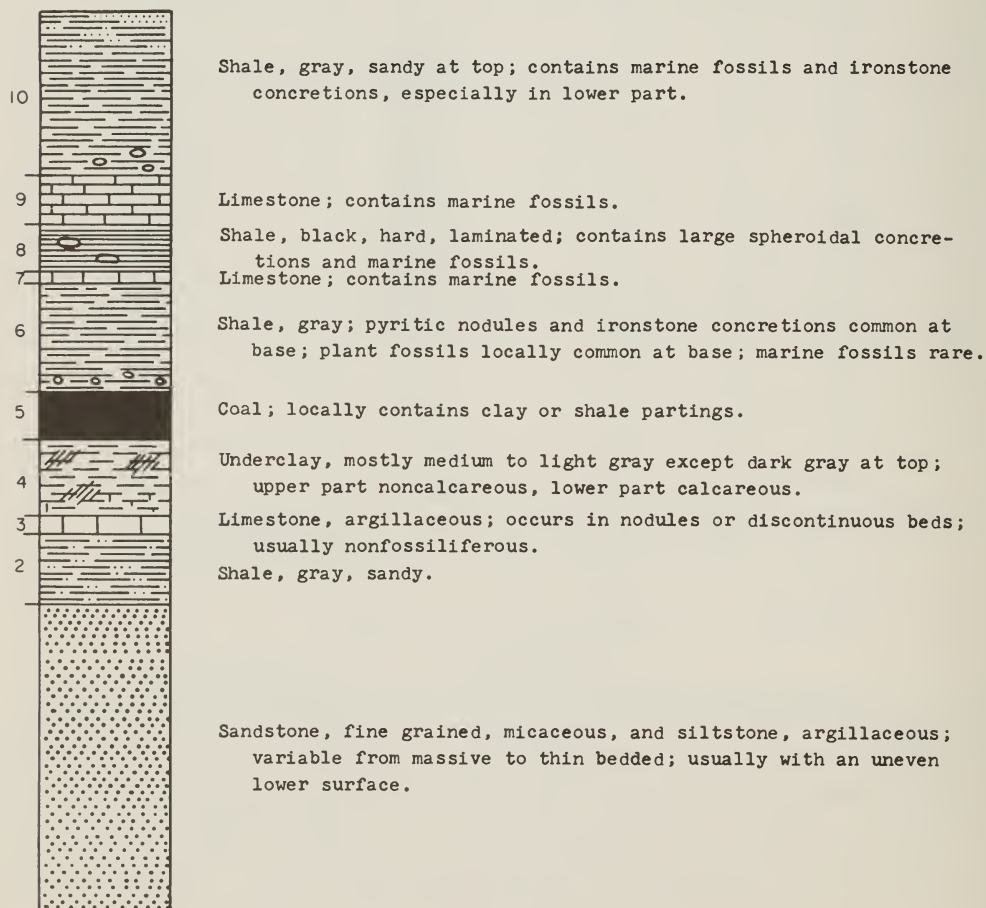 10
Shale, gray, sandy at top; contains marine fossils and ironstone
concretions, especially in lower part.
9
Limestone; contains marine fossils.
8
Shale, black, hard, laminated; contains large spheroidal concre-
tions and marine fossils.
7
Limestone; contains marine fossils.
6
Shale, gray; pyritic nodules and ironstone concretions common at
base; plant fossils locally common at base; marine fossils rare.
5
Coal; locally contains clay or shale partings.
4
Underclay, mostly medium to light gray except dark gray at top;
upper part noncalcareous, lower part calcareous.
3
Limestone, argillaceous; occurs in nodules or discontinuous beds;
usually nonfossiliferous.
2
Shale, gray, sandy.
Sandstone, fine grained, micaceous, and siltstone, argillaceous;
variable from massive to thin bedded; usually with an uneven
lower surface.